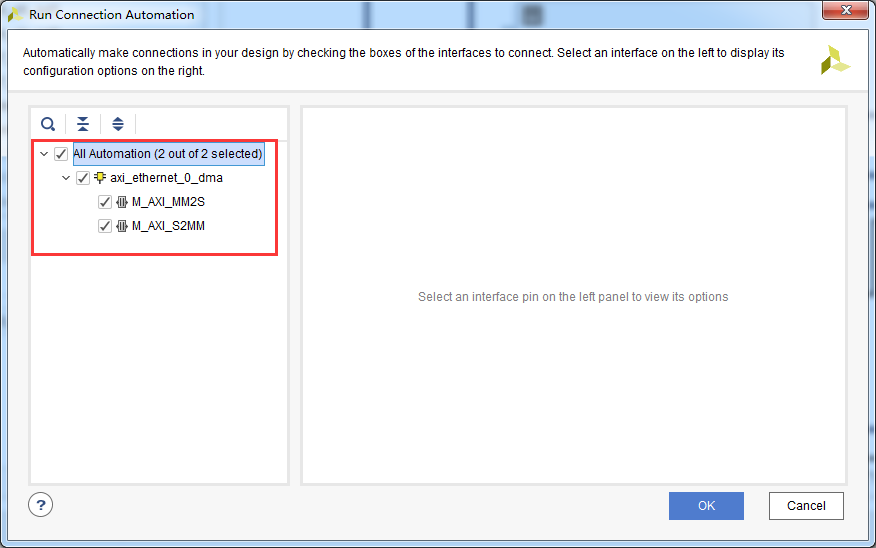 Run Connection Automation
Automatically make connections in your design by checking the boxes of the interfaces to connect. Select an interface on the left to display its
configuration options on the right.
All Automation (2 out of 2 selected)
axi_ethernet_0_dma
M_AXI_MM2S
M_AXI_S2MM
Select an interface pin on the left panel to view its options
?
OK
Cancel